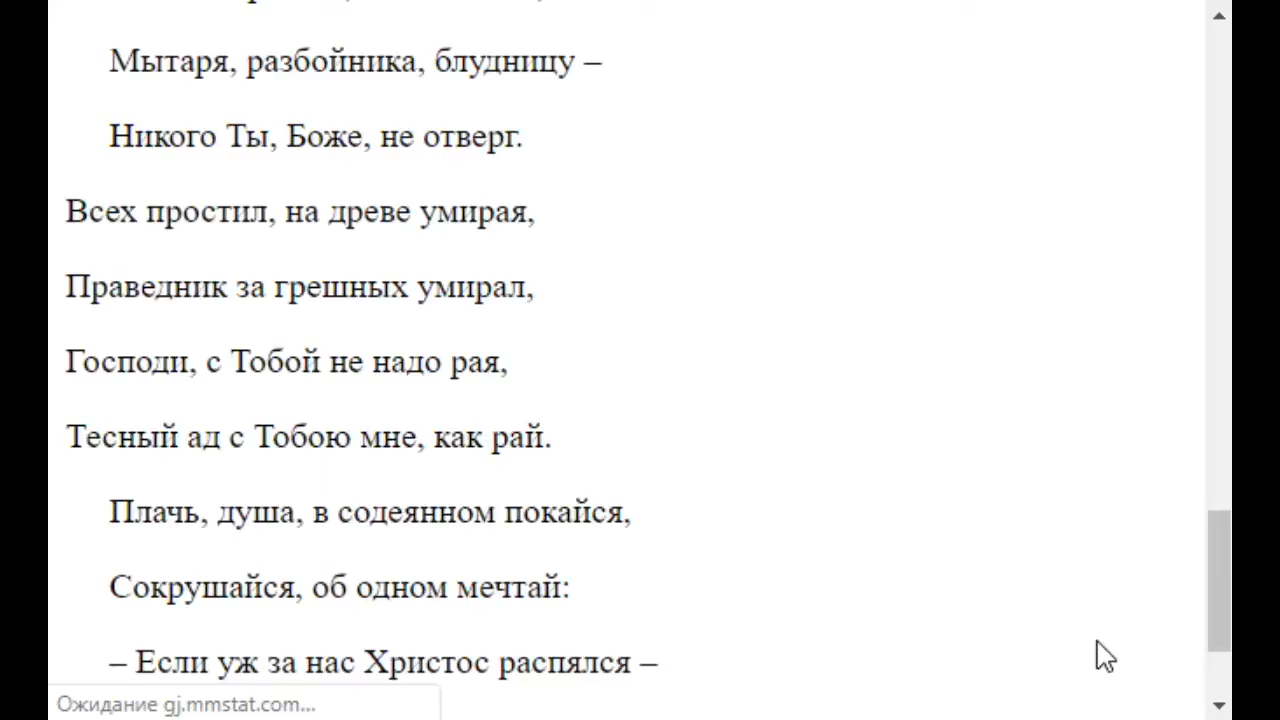 Мытаря, разбойника, блудницу –
Никого Ты, Боже, не отверг.
Всех простил, на древе умирая,
Праведник за грешных умирал,
Господи, с Тобой не надо рая,
Тесный ад с Тобою мне, как рай.
Плачь, душа, в содеянном покайся,
Сокрушайся, об одном мечтай:
– Если уж за нас Христос распялся –
Ожидание gj.mmstat.com...